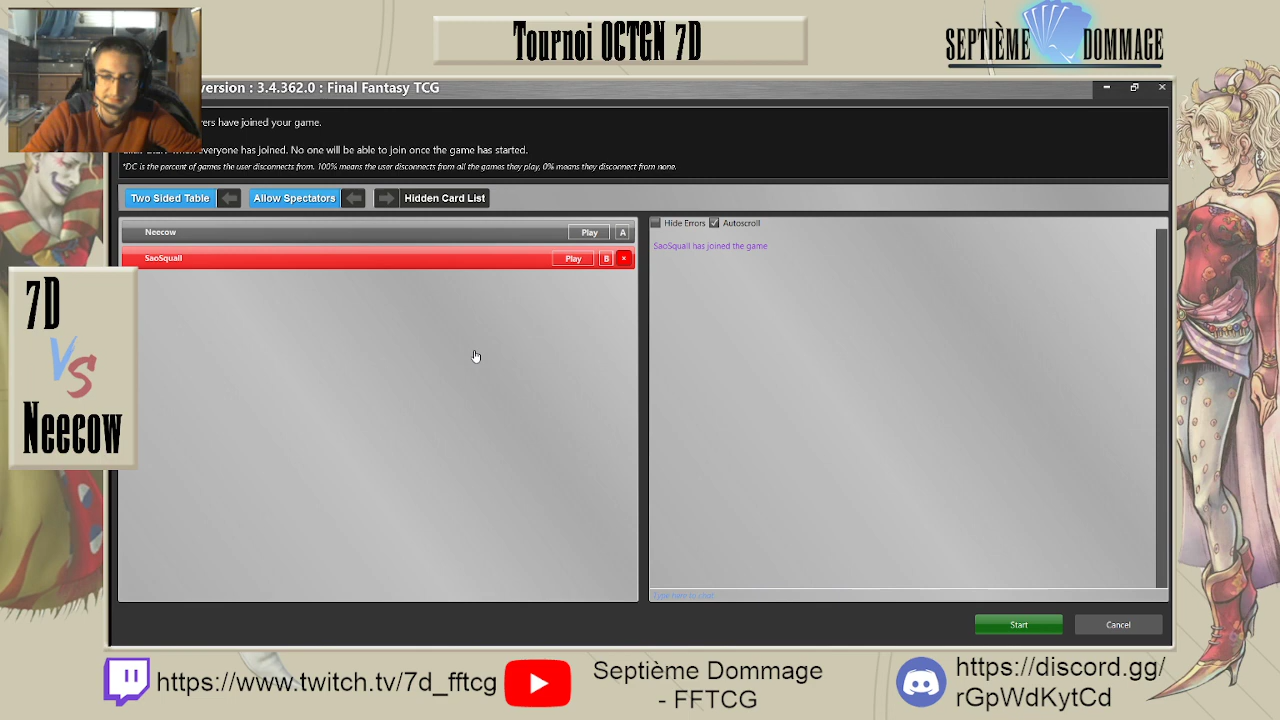 Tournoi OCTGN 7D
SEPTIÈME DOMMAGE
version : 3.4.362.0 : Final Fantasy TCG
rers have joined your game.
everyone has joined. No one will be able to join once the game has started.
*DC is the percent of games the user disconnects from. 100% means the user disconnects from all the games they play, 0% means they disconnect from none.
Two Sided Table Allow Spectators Hidden Card List
Neecow Play A
SaoSquall Play B ×
Hide Errors Autoscroll
SaoSquall has joined the game
7D
VS
Neecow
Type here to chat
Start Cancel
https://www.twitch.tv/7d_fftcg
Septième Dommage
- FFTCG
https://discord.gg/
rGpWdKytCd